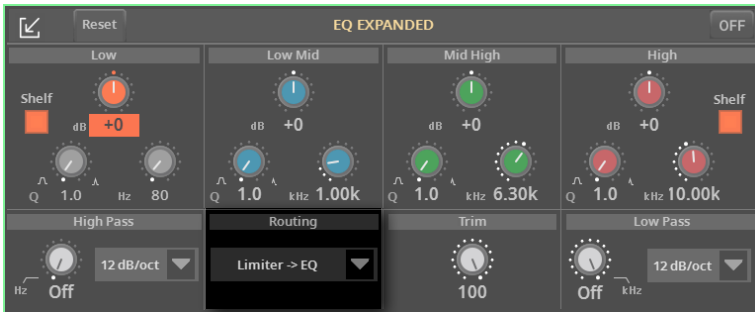 Reset
EQ EXPANDED
OFF
Low
Low Mid
Mid High
High
Shelf
Shelf
dB +0
dB +0
dB +0
dB +0
Q 1.0 Hz 80
Q 1.0 kHz 1.00k
Q 1.0 kHz 6.30k
Q 1.0 kHz 10.00k
High Pass
Routing
Trim
Low Pass
12 dB/oct
Limiter -> EQ
12 dB/oct
Hz Off
100
Off kHz